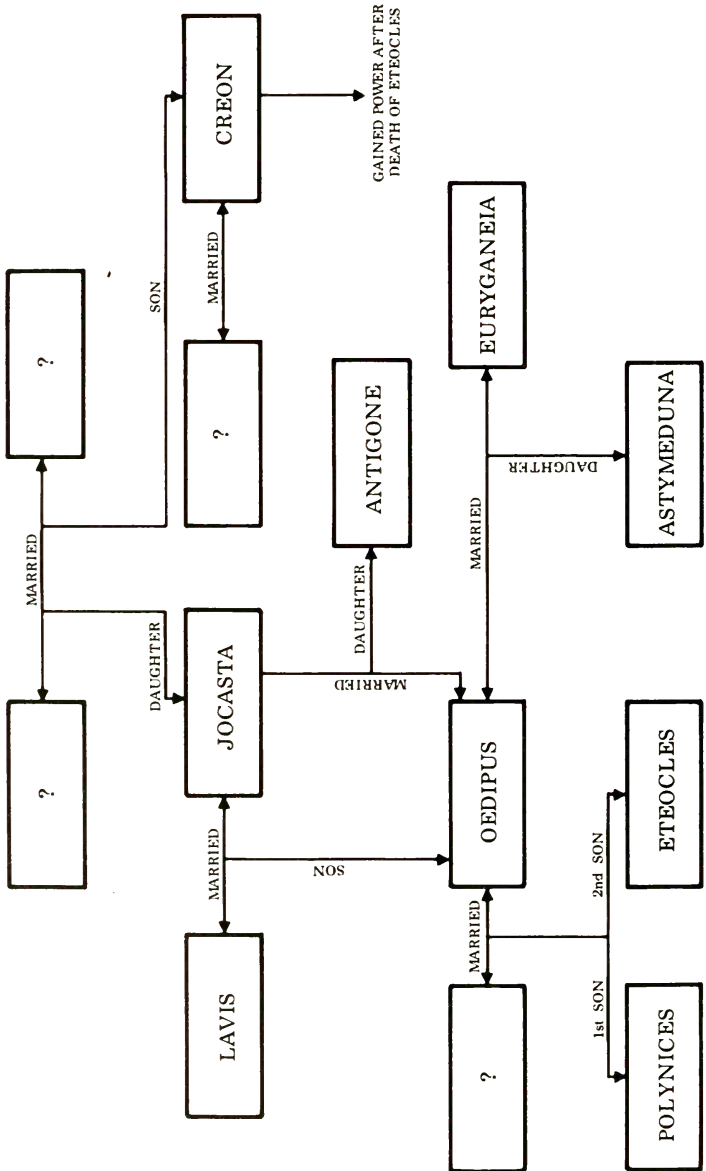 ?
MARRIED
?
DAUGHTER
SON
LAVIS
MARRIED
JOCASTA
?
MARRIED
CREON
SON
MARRIED
DAUGHTER
ANTIGONE
GAINED POWER AFTER
DEATH OF ETEOCLES
?
MARRIED
OEDIPUS
MARRIED
EURYGANEIA
1st SON
2nd SON
DAUGHTER
POLYNICES
ETEOCLES
ASTYMEDUNA